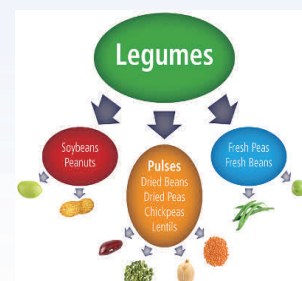 Legumes
Soybeans
Peanuts
Pulses
Dried Beans
Dried Peas
Chickpeas
Lentils
Fresh Peas
Fresh Beans